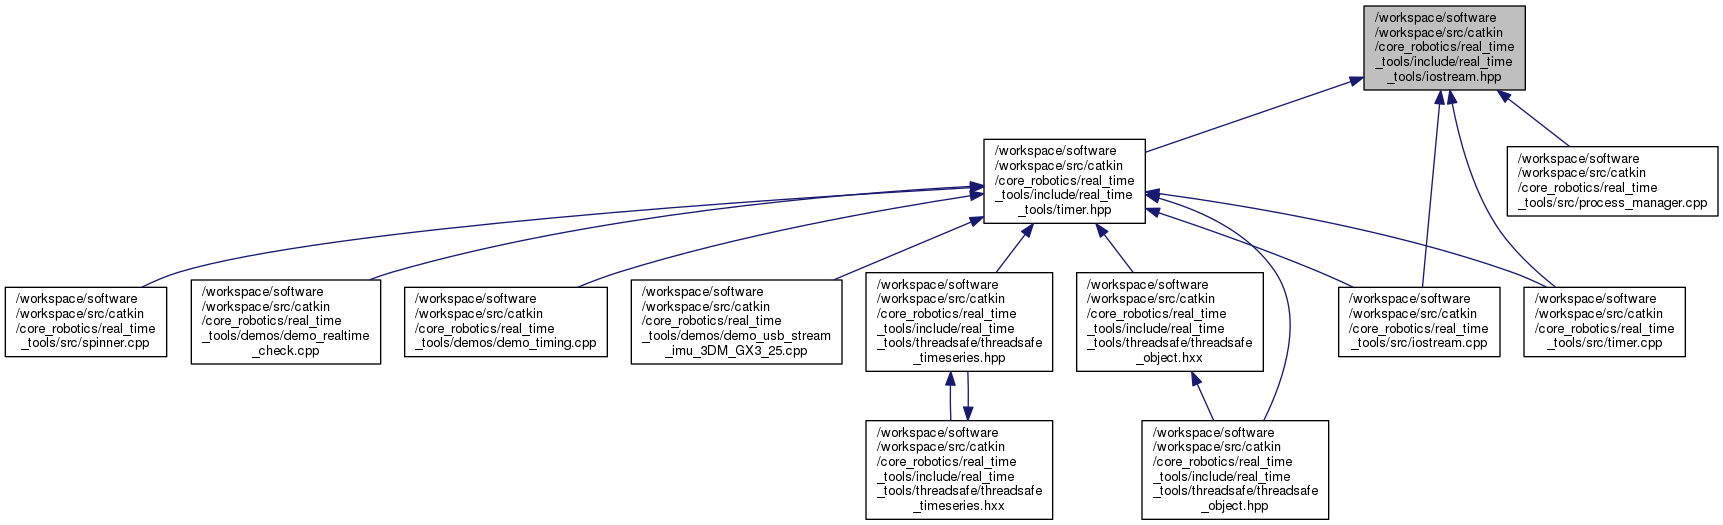 /workspace/software
/workspace/src/catkin
/core_robotics/real_time
_tools/include/real_time
_tools/iostream.hpp
/workspace/software
/workspace/src/catkin
/core_robotics/real_time
_tools/include/real_time
_tools/timer.hpp
/workspace/software
/workspace/src/catkin
/core_robotics/real_time
_tools/src/process_manager.cpp
/workspace/software
/workspace/src/catkin
/core_robotics/real_time
_tools/src/spinner.cpp
/workspace/software
/workspace/src/catkin
/core_robotics/real_time
_tools/demos/demo_realtime
_check.cpp
/workspace/software
/workspace/src/catkin
/core_robotics/real_time
_tools/demos/demo_timing.cpp
/workspace/software
/workspace/src/catkin
/core_robotics/real_time
_tools/demos/demo_usb_stream
_imu_3DM_GX3_25.cpp
/workspace/software
/workspace/src/catkin
/core_robotics/real_time
_tools/include/real_time
_tools/threadsafe/threadsafe
_timeseries.hpp
/workspace/software
/workspace/src/catkin
/core_robotics/real_time
_tools/include/real_time
_tools/threadsafe/threadsafe
_object.hxx
/workspace/software
/workspace/src/catkin
/core_robotics/real_time
_tools/src/iostream.cpp
/workspace/software
/workspace/src/catkin
/core_robotics/real_time
_tools/src/timer.cpp
/workspace/software
/workspace/src/catkin
/core_robotics/real_time
_tools/include/real_time
_tools/threadsafe/threadsafe
_timeseries.hxx
/workspace/software
/workspace/src/catkin
/core_robotics/real_time
_tools/include/real_time
_tools/threadsafe/threadsafe
_object.hpp